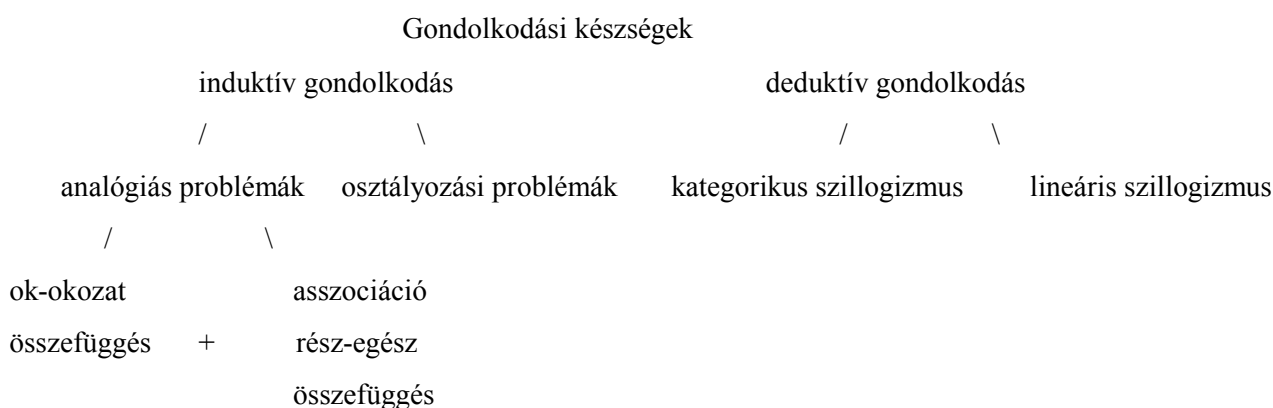 Gondolkodási készségek
induktív gondolkodás deduktív gondolkodás
/ \ / \
analógiás problémák osztályozási problémák kategorikus szillogizmus lineáris szillogizmus
/ \
ok-okozat asszociáció
összefüggés + rész-egész
összefüggés